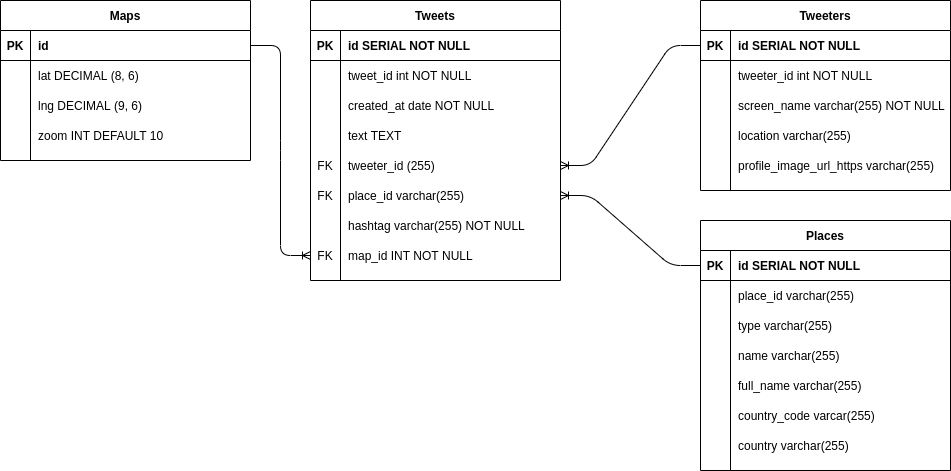 Maps
PK id
lat DECIMAL (8, 6)
lng DECIMAL (9, 6)
zoom INT DEFAULT 10
Tweets
PK id SERIAL NOT NULL
tweet_id int NOT NULL
created_at date NOT NULL
text TEXT
FK tweeter_id (255)
FK place_id varchar(255)
hashtag varchar(255) NOT NULL
FK map_id INT NOT NULL
Tweeters
PK id SERIAL NOT NULL
tweeter_id int NOT NULL
screen_name varchar(255) NOT NULL
location varchar(255)
profile_image_url_https varchar(255)
Places
PK id SERIAL NOT NULL
place_id varchar(255)
type varchar(255)
name varchar(255)
full_name varchar(255)
country_code varcar(255)
country varchar(255)